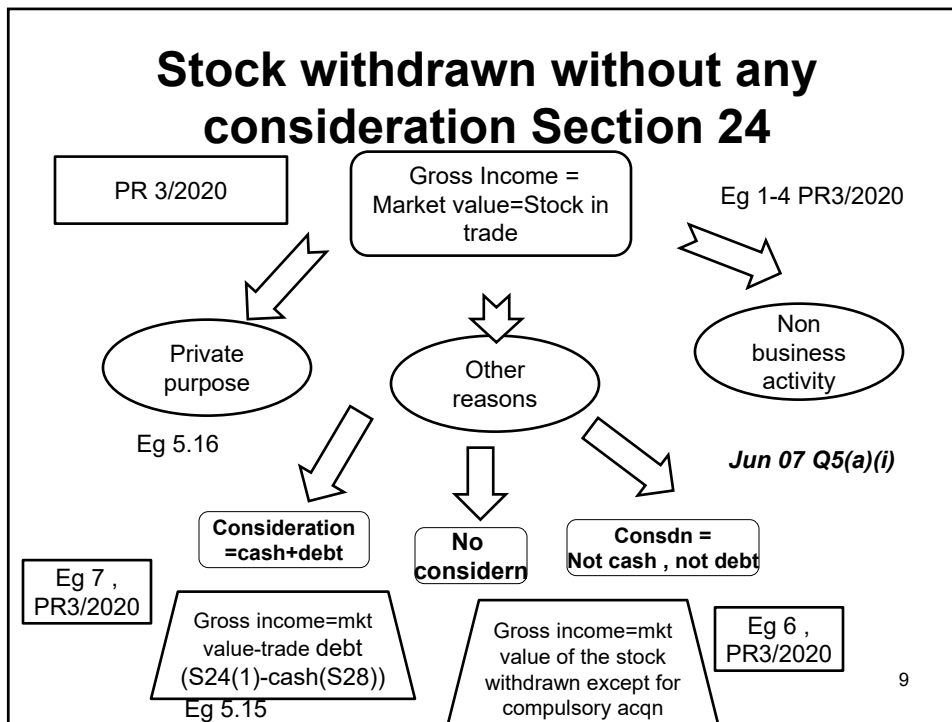 Stock withdrawn without any
consideration Section 24
PR 3/2020
Gross Income =
Market value=Stock in
trade
Eg 1-4 PR3/2020
Private
purpose
Other
reasons
Non
business
activity
Eg 5.16
Jun 07 Q5(a)(i)
Consideration
=cash+debt
No
considern
Consdn =
Not cash , not debt
Eg 7 ,
PR3/2020
Gross income=mkt
value-trade debt
(S24(1)-cash(S28))
Eg 5.15
Gross income=mkt
value of the stock
withdrawn except for
compulsory acqn
Eg 6 ,
PR3/2020
9